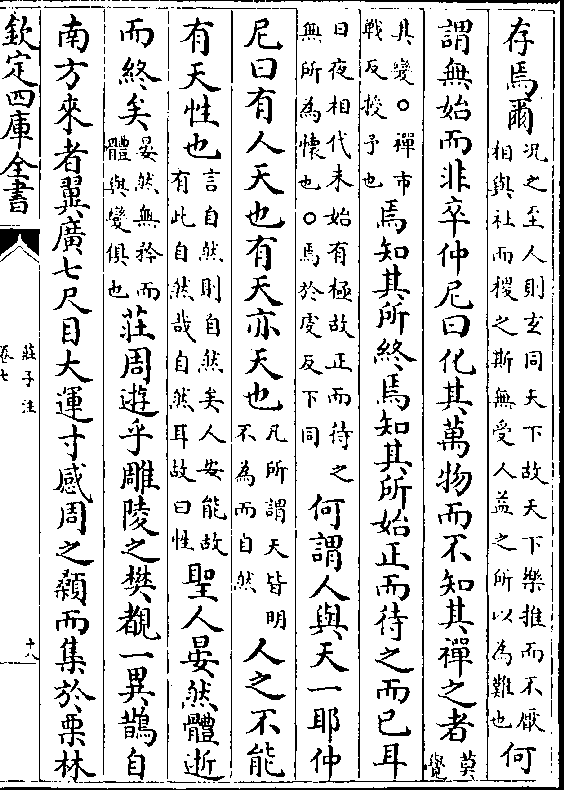 存焉爾況之至人則玄同天下故天下樂推而不厭相與社而稷之斯無受人益之所以為難也何
謂無始而非卒仲尼曰化其萬物而不知其禪之者莫覺
其變○禪市戰反授予也焉知其所終焉知其所始正而待之而已耳
日夜相代未始有極故正而待之無所為懷也○焉於虔反下同何謂人與天一耶仲
尼曰有人天也有天亦天也凡所謂天皆明不為而自然人之不能
有天性也言自然則自然矣人安能故有此自然哉自然耳故曰性聖人晏然體逝
而終矣晏然無矜而體與變俱也莊周遊乎雕陵之樊覩一異鵲自
南方來者翼廣七尺目大運寸感周之顙而集於栗林
欽定四庫全書
莊子注
卷七
十八